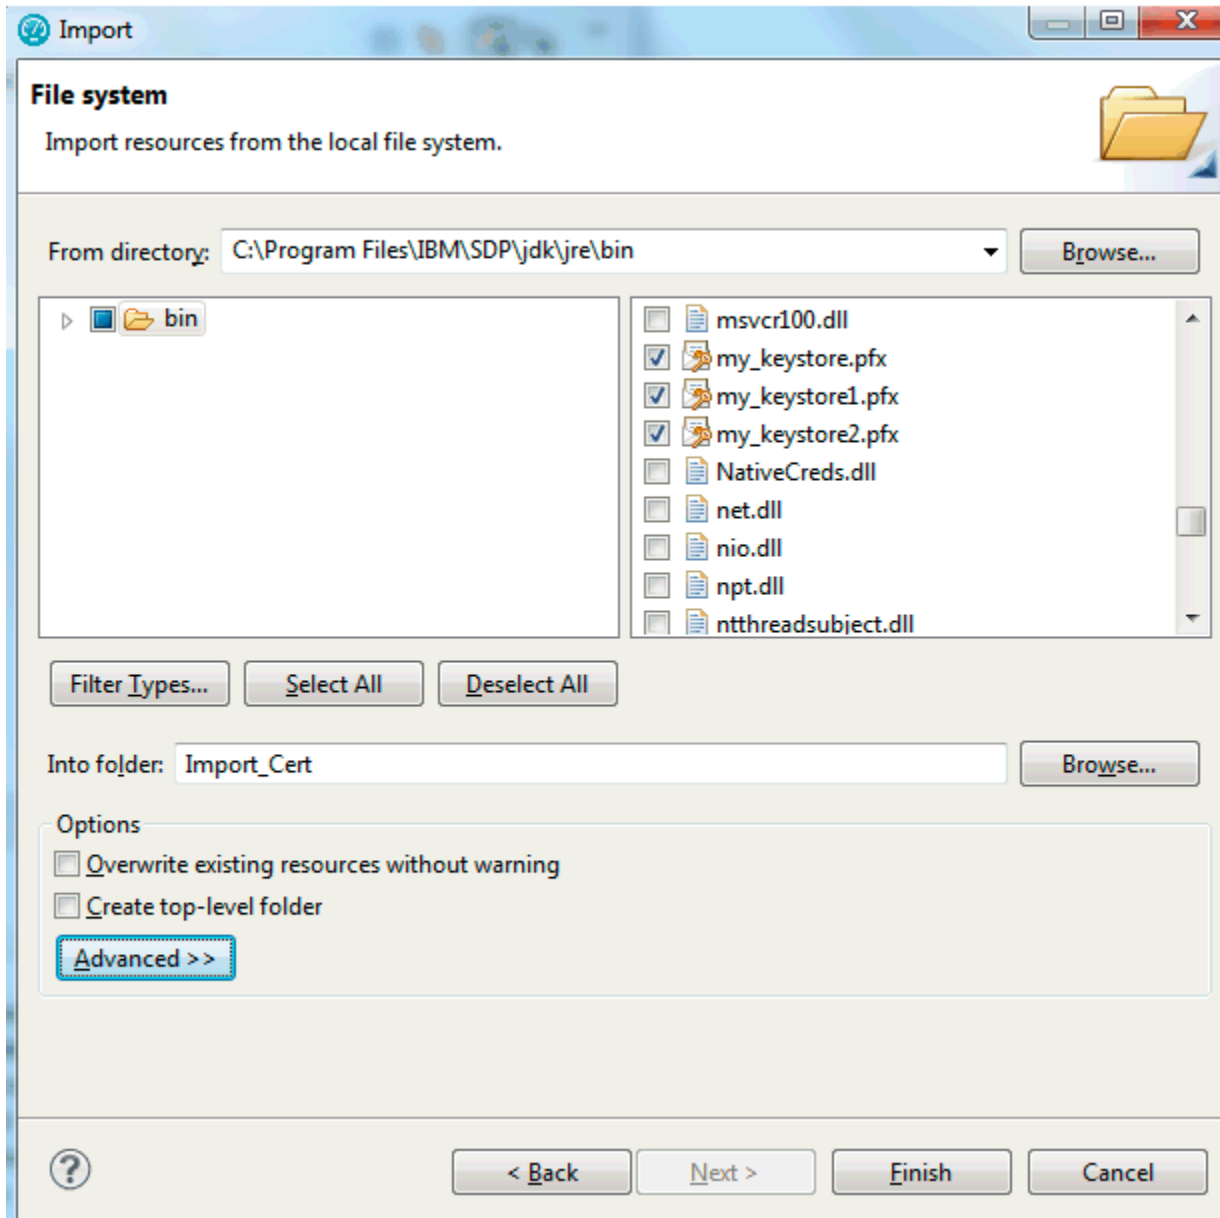 Import
File system
Import resources from the local file system.
From directory: C:\Program Files\IBM\SDP\jdk\jre\bin Browse...
bin
msvcr100.dll
my_keystore.pfx
my_keystore1.pfx
my_keystore2.pfx
NativeCreds.dll
net.dll
nio.dll
npt.dll
ntthreadsubject.dll
Filter Types... Select All Deselect All
Into folder: Import_Cert Browse...
Options
Overwrite existing resources without warning
Create top-level folder
Advanced >>
? < Back Next > Finish Cancel